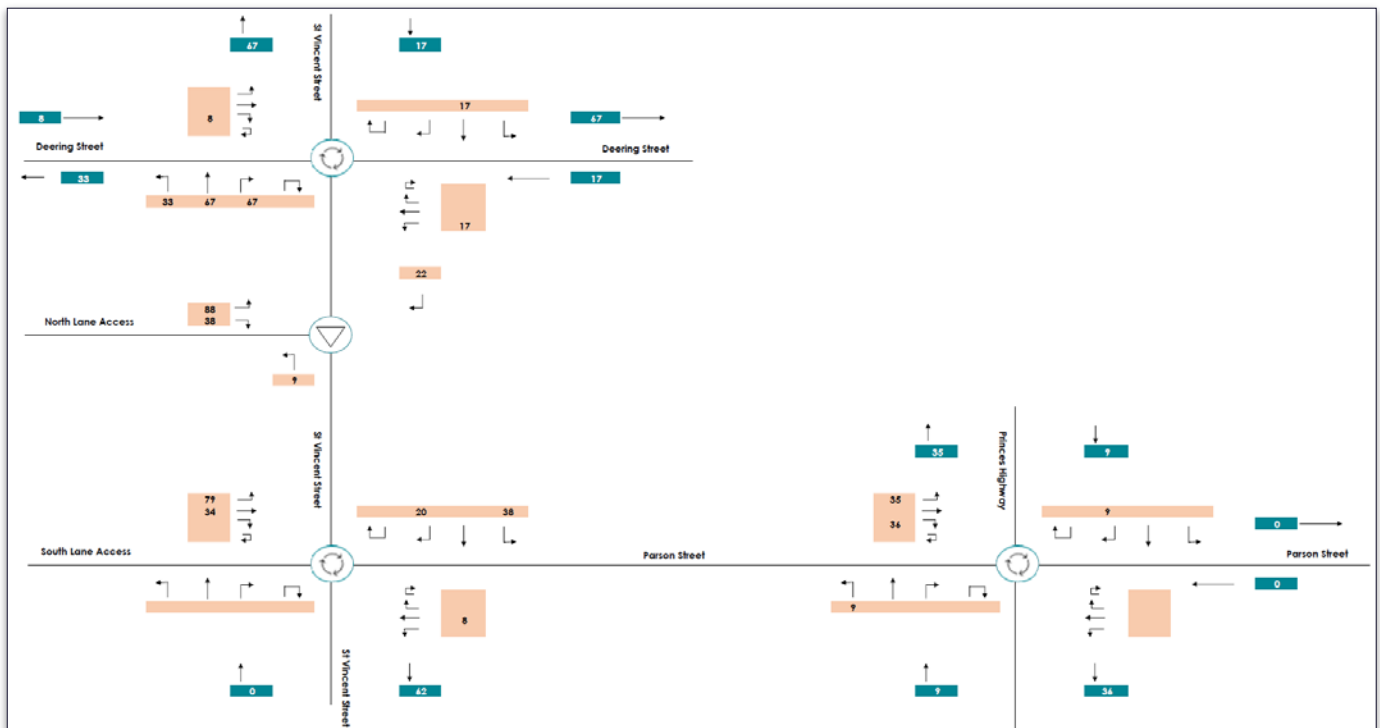 St Vincent Street
67
17
8
8
17
67
Deering Street
Deering Street
33
17
33 67 67
17
22
88
38
North Lane Access
9
St Vincent Street
Princes Highway
35
9
79
34
20 38
35
36
9
0
South Lane Access
Parson Street
Parson Street
0
9
8
St Vincent Street
0
62
9
36